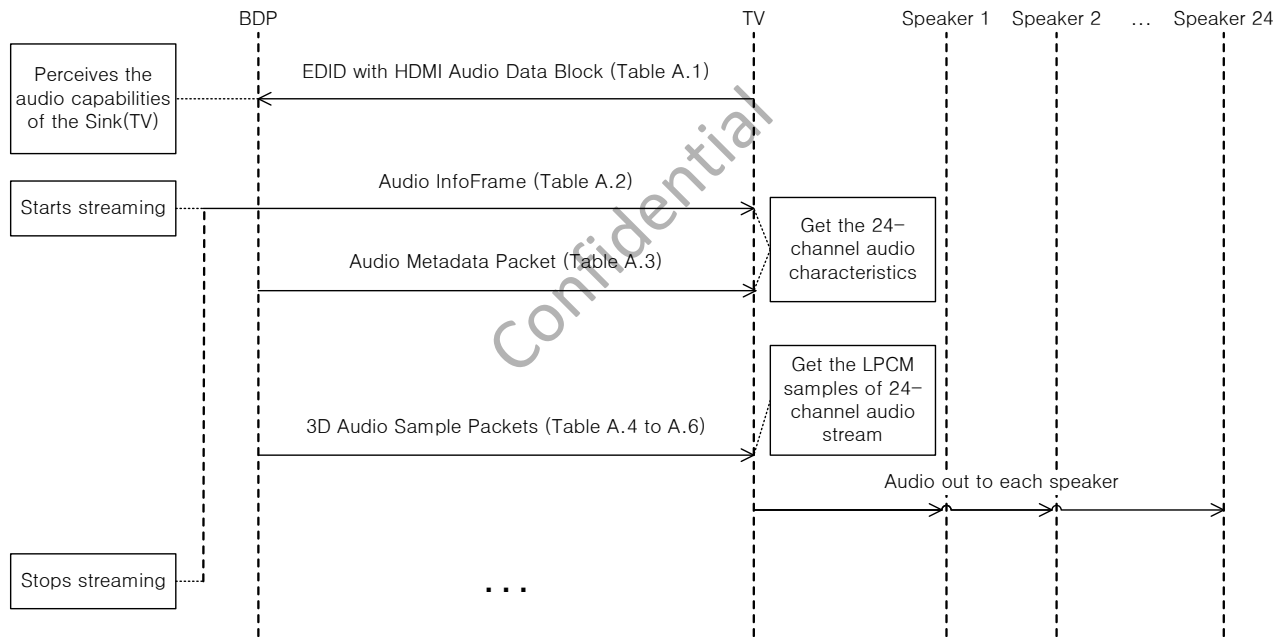 BDP
TV
Speaker 1
Speaker 2
...
Speaker 24
Perceives the
audio capabilities
of the Sink(TV)
EDID with HDMI Audio Data Block (Table A.1)
Starts streaming
Audio InfoFrame (Table A.2)
Get the 24-
channel audio
characteristics
Audio Metadata Packet (Table A.3)
Confidential
Get the LPCM
samples of 24-
channel audio
stream
3D Audio Sample Packets (Table A.4 to A.6)
Audio out to each speaker
Stops streaming
...